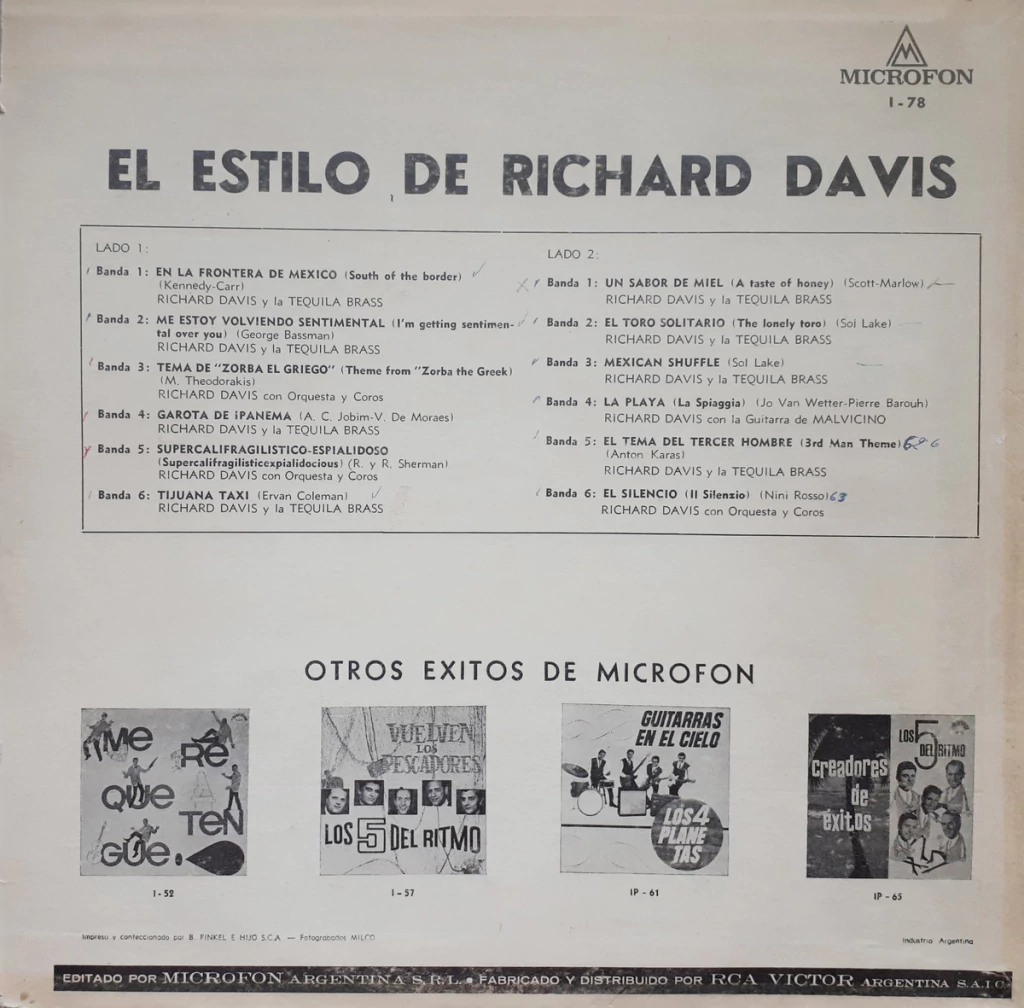 MICROFON
I - 78
EL ESTILO DE RICHARD DAVIS
LADO 1:
Banda 1: EN LA FRONTERA DE MEXICO (South of the border)
(Kennedy-Carr)
RICHARD DAVIS y la TEQUILA BRASS
Banda 2: ME ESTOY VOLVIENDO SENTIMENTAL (I'm getting sentimen-
tal over you) (George Bassman)
RICHARD DAVIS y la TEQUILA BRASS
Banda 3: TEMA DE "ZORBA EL GRIEGO" (Theme from "Zorba the Greek)
(M. Theodorakis)
RICHARD DAVIS con Orquesta y Coros
Banda 4: GAROTA DE iPANEMA (A. C. Jobim-V. De Moraes)
RICHARD DAVIS y la TEQUILA BRASS
Banda 5: SUPERCALIFRAGILISTICO-ESPIALIDOSO
(Supercalifragilisticexpialidocious) (R. y R. Sherman)
RICHARD DAVIS con Orquesta y Coros
Banda 6: TIJUANA TAXI (Ervan Coleman)
RICHARD DAVIS y la TEQUILA BRASS
LADO 2:
Banda 1: UN SABOR DE MIEL (A taste of honey) (Scott-Marlow)
RICHARD DAVIS y la TEQUILA BRASS
Banda 2: EL TORO SOLITARIO (The lonely toro) (Sol Lake)
RICHARD DAVIS y la TEQUILA BRASS
Banda 3: MEXICAN SHUFFLE (Sol Lake)
RICHARD DAVIS y la TEQUILA BRASS
Banda 4: LA PLAYA (La Spiaggia) (Jo Van Wetter-Pierre Barouh)
RICHARD DAVIS con la Guitarra de MALVICINO
Banda 5: EL TEMA DEL TERCER HOMBRE (3rd Man Theme)
(Anton Karas)
RICHARD DAVIS y la TEQUILA BRASS
Banda 6: EL SILENCIO (Il Silenzio) (Nini Rosso) 63
RICHARD DAVIS con Orquesta y Coros
OTROS EXITOS DE MICROFON
ME RÊ
QUE TEN
GÜE.
VUELVEN
LOS
PESCADORES
LOS 5 DEL RITMO
GUITARRAS
EN EL CIELO
LOS 4
PLANE
TAS
creadores
de
éxitos
LOS 5
DEL RITMO
x 5
I - 52
I - 57
IP - 61
IP - 65
Impreso y confeccionado por B. FINKEL E HIJO S.C.A — Fotograbados MILCO
Industria Argentina
EDITADO POR MICROFON ARGENTINA S.R.L. • FABRICADO Y DISTRIBUIDO POR RCA VICTOR ARGENTINA S.A.I.C.